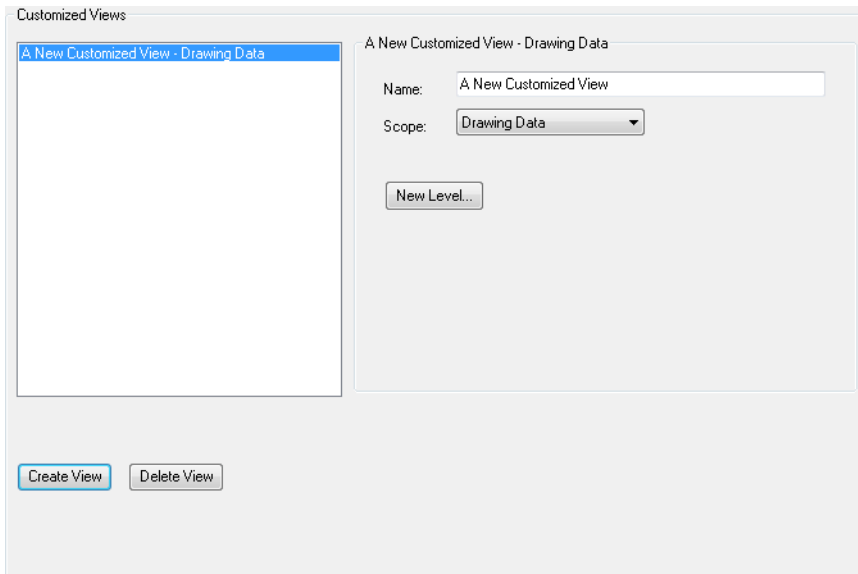 Customized Views
A New Customized View - Drawing Data
A New Customized View - Drawing Data
Name:
A New Customized View
Scope:
Drawing Data
New Level...
Create View
Delete View